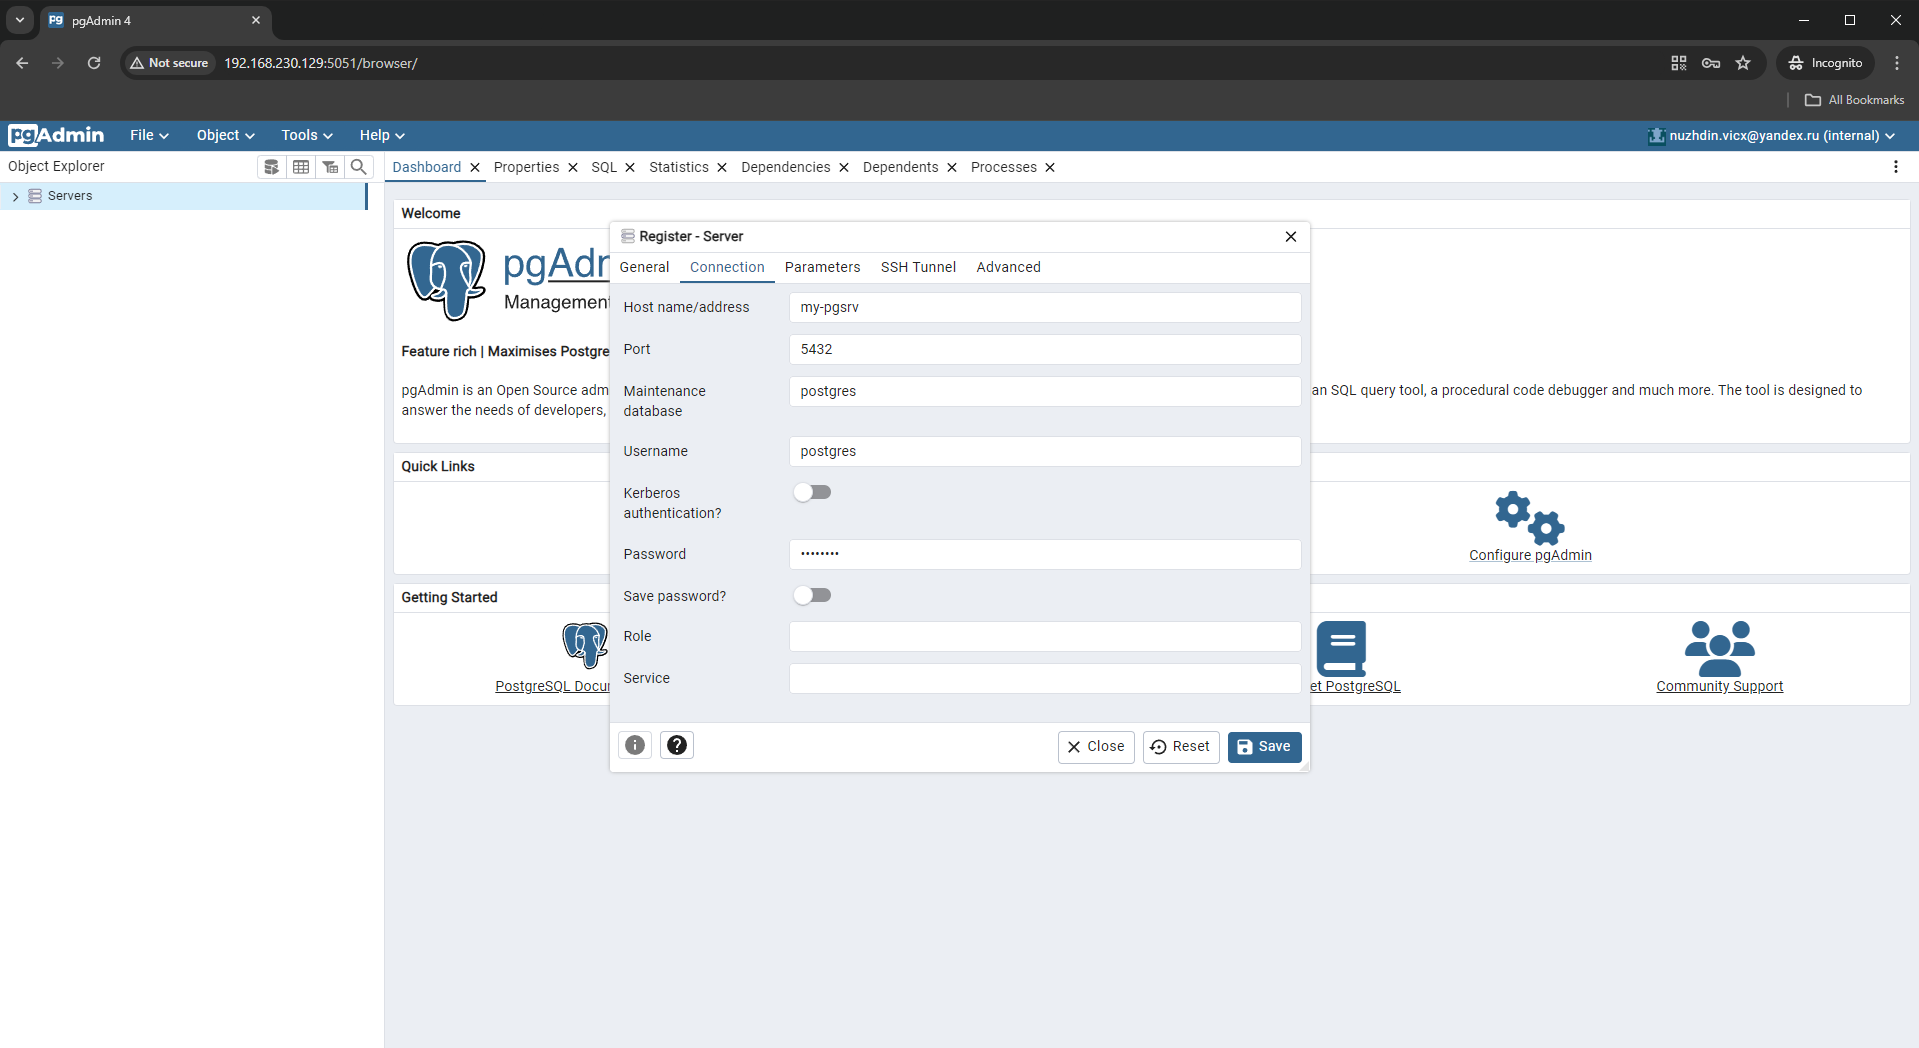 pgAdmin 4
Not secure
192.168.230.129:5051/browser/
Incognito
All Bookmarks
pgAdmin
File
Object
Tools
Help
nuzhdin.vicx@yandex.ru (internal)
Object Explorer
Dashboard
Properties
SQL
Statistics
Dependencies
Dependents
Processes
Servers
Welcome
pgAdm
Management
Feature rich | Maximises Postgre
pgAdmin is an Open Source adm
an SQL query tool, a procedural code debugger and much more. The tool is designed to
answer the needs of developers,
Quick Links
Configure pgAdmin
Getting Started
PostgreSQL Docu
et PostgreSQL
Community Support
Register - Server
General
Connection
Parameters
SSH Tunnel
Advanced
Host name/address
my-pgsrv
Port
5432
Maintenance
database
postgres
Username
postgres
Kerberos
authentication?
Password
••••••••
Save password?
Role
Service
Close
Reset
Save